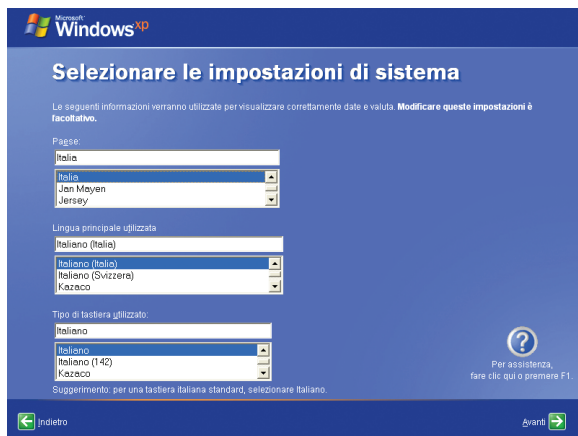 Microsoft
Windows xp
Selezionare le impostazioni di sistema
Le seguenti informazioni verranno utilizzate per visualizzare correttamente date e valuta. Modificare queste impostazioni è
facoltativo.
Paese:
Italia
Italia
Jan Mayen
Jersey
Lingua principale utilizzata
Italiano (Italia)
Italiano (Italia)
Italiano (Svizzera)
Kazaco
Tipo di tastiera utilizzato:
Italiano
Italiano
Italiano (142)
Kazaco
Suggerimento: per una tastiera italiana standard, selezionare Italiano.
Per assistenza,
fare clic qui o premere F1.
Indietro
Avanti